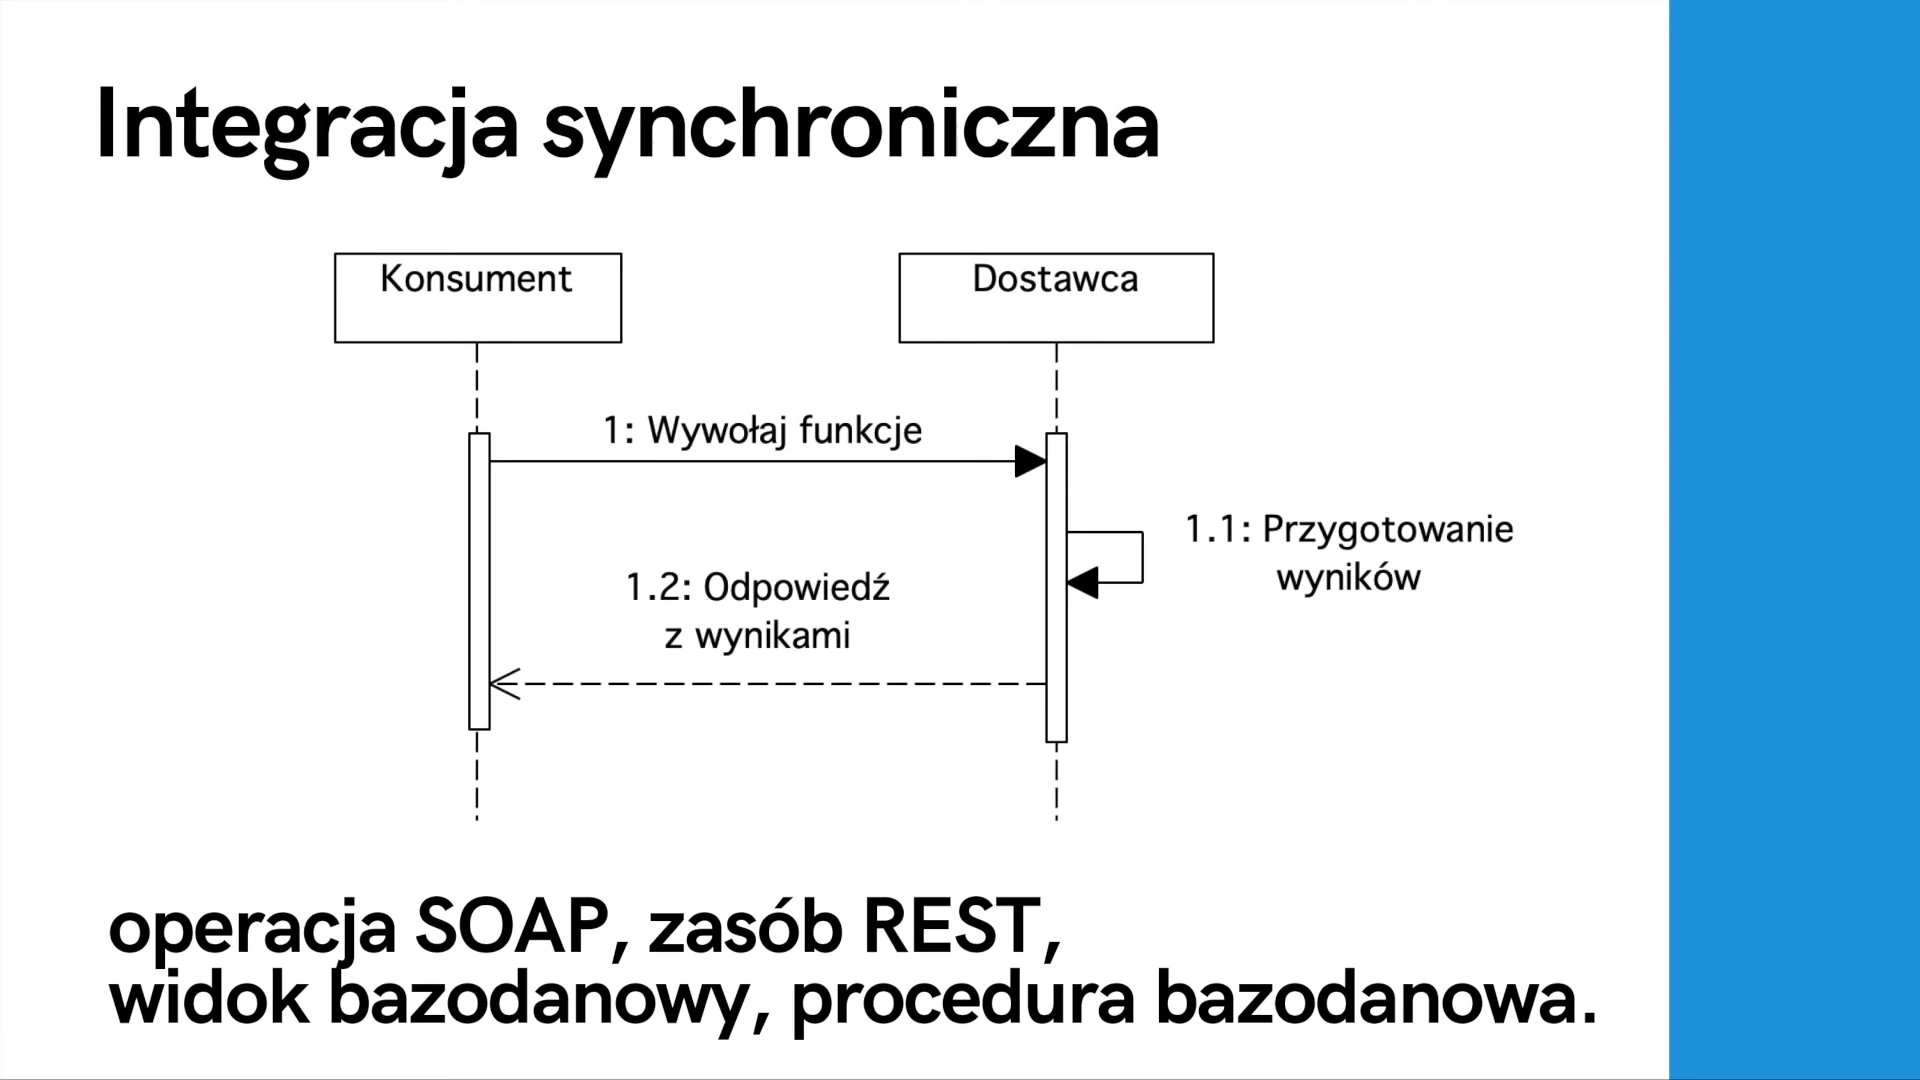 Integracja synchroniczna
Konsument
Dostawca
1: Wywołaj funkcje
1.1: Przygotowanie
wyników
1.2: Odpowiedź
z wynikami
operacja SOAP, zasób REST,
widok bazodanowy, procedura bazodanowa.